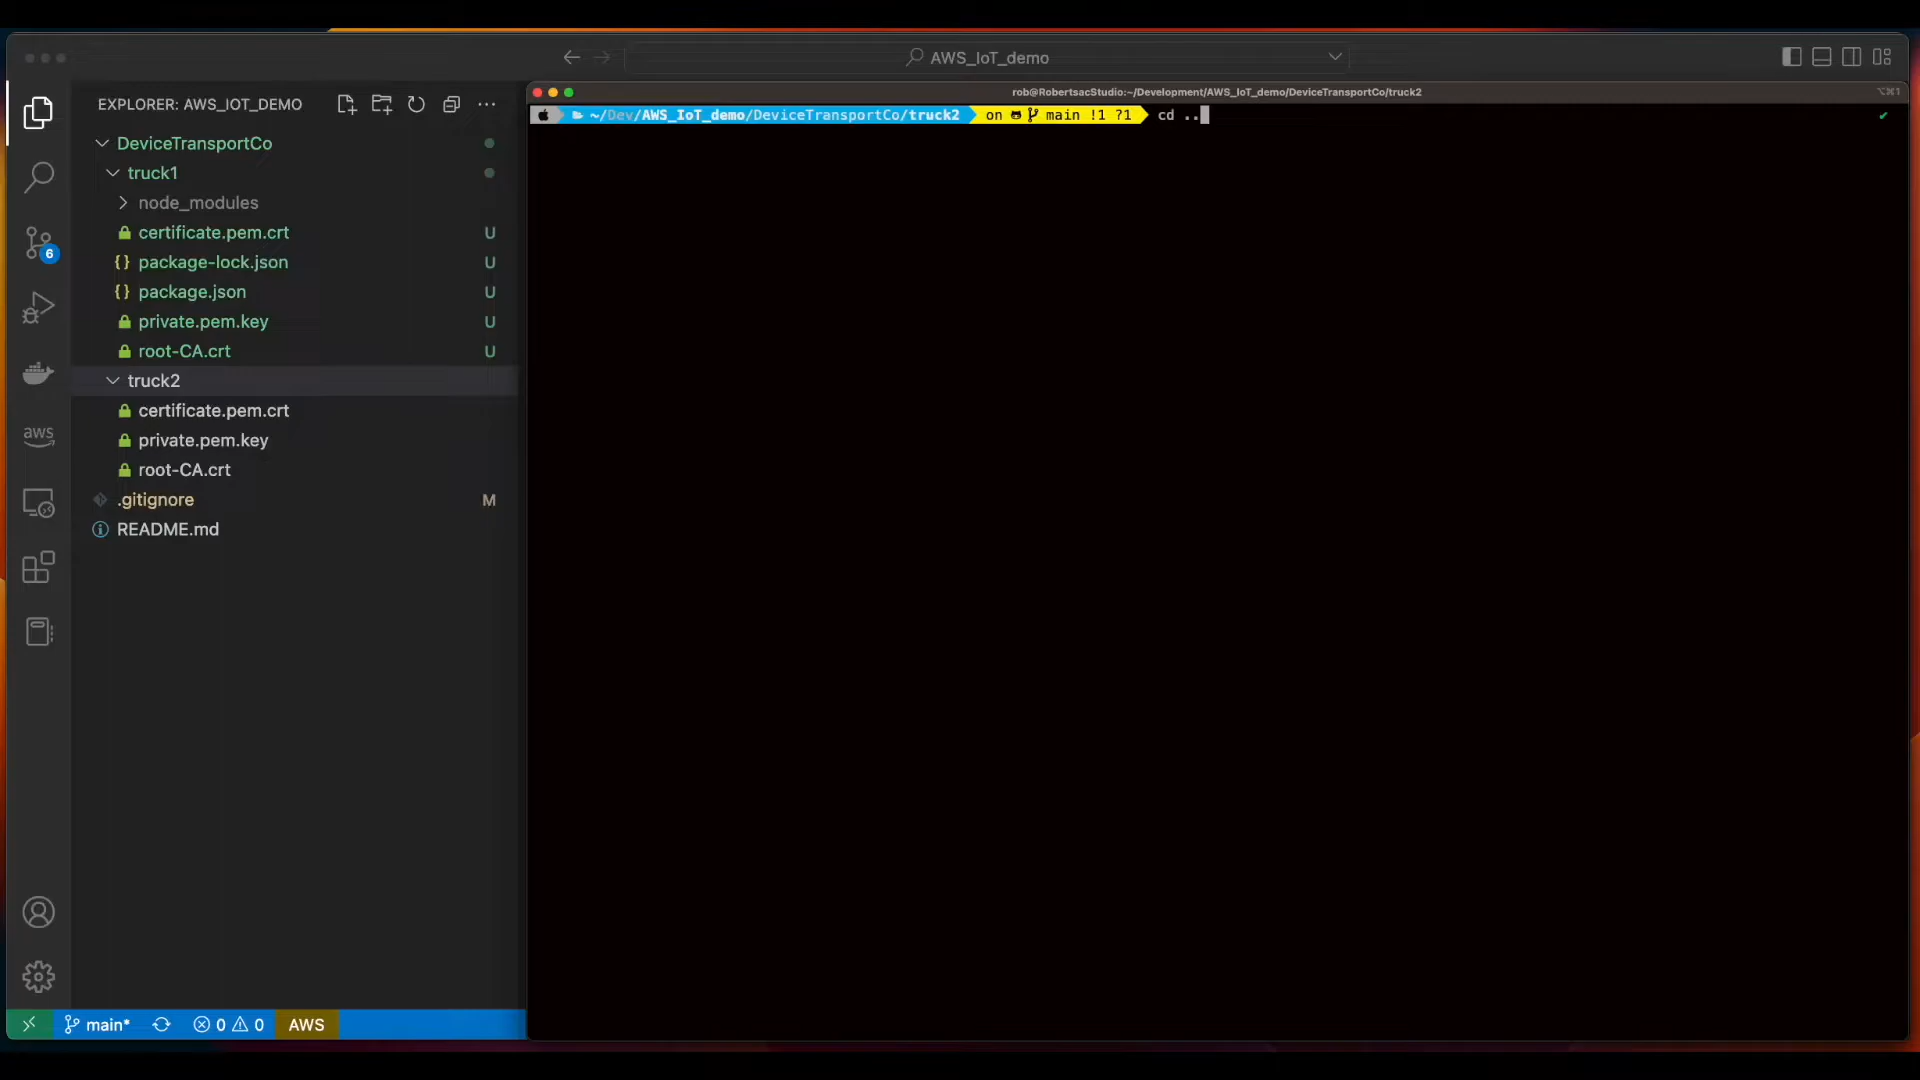 AWS_IoT_demo
EXPLORER: AWS_IOT_DEMO
DeviceTransportCo
truck1
node_modules
certificate.pem.crt U
package-lock.json U
package.json U
private.pem.key U
root-CA.crt U
truck2
certificate.pem.crt
private.pem.key
root-CA.crt
.gitignore M
README.md
6
aws
main* 0 0 AWS
rob@RobertsacStudio:~/Development/AWS_IoT_demo/DeviceTransportCo/truck2 ⌥⌘1
~/Dev/AWS_IoT_demo/DeviceTransportCo/truck2 on main !1 ?1 cd .. ✔